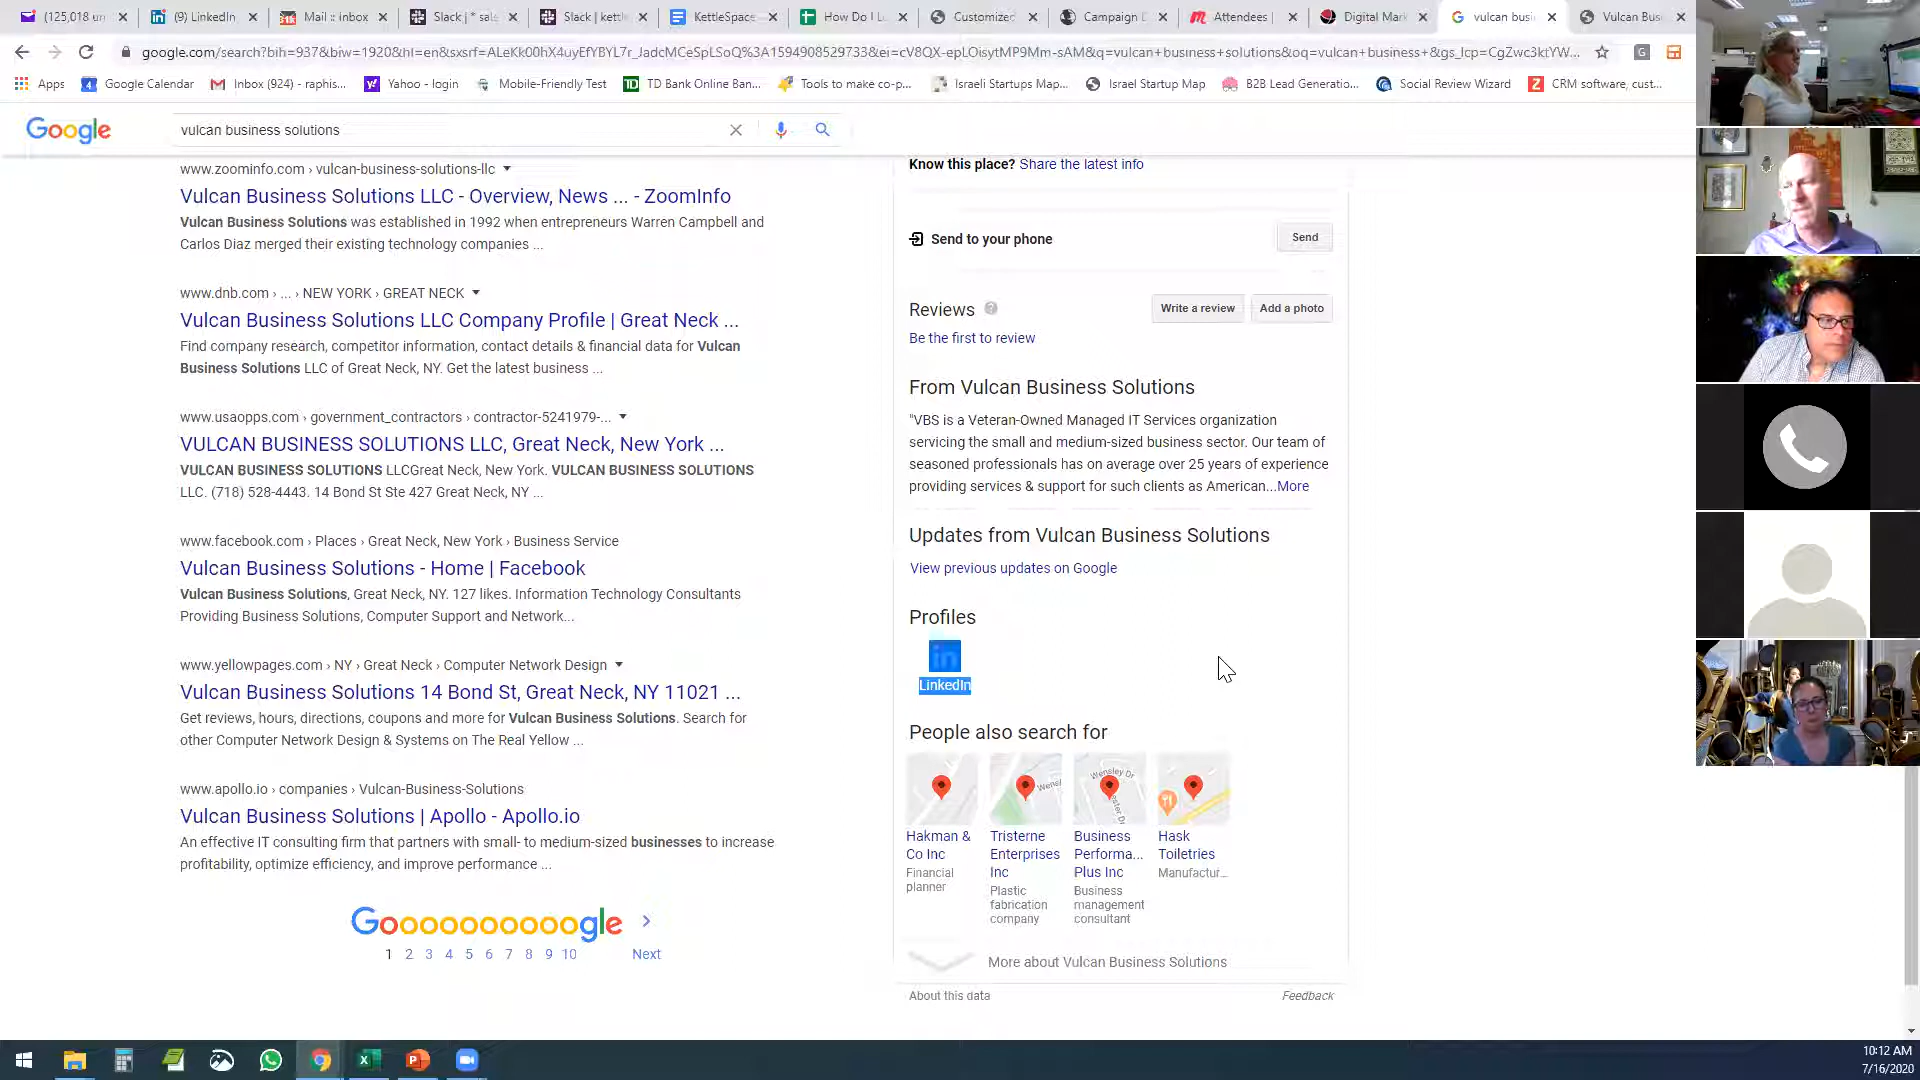 (125,018 un
(9) LinkedIn
Mail :: Inbox
Slack | * sale
Slack | kettl
KettleSpace
How Do I L
Customized
Campaign D
Attendees |
Digital Mark
vulcan busi
Vulcan Bus
google.com/search?bih=937&biw=1920&hl=en&sxsrf=ALeKk00hX4uyEfYBYL7r_JadcMCeSpLSoQ%3A1594908529733&ei=cV8QX-epLOisytMP9Mm-sAM&q=vulcan+business+solutions&oq=vulcan+business+&gs_lcp=CgZwc3ktYW...
Apps
Google Calendar
Inbox (924) - raphis...
Yahoo - login
Mobile-Friendly Test
TD Bank Online Ban...
Tools to make co-p...
Israeli Startups Map...
Israel Startup Map
B2B Lead Generatio...
Social Review Wizard
CRM software, cust...
Google
vulcan business solutions
www.zoominfo.com › vulcan-business-solutions-llc
Vulcan Business Solutions LLC - Overview, News ... - ZoomInfo
Vulcan Business Solutions was established in 1992 when entrepreneurs Warren Campbell and
Carlos Diaz merged their existing technology companies ...
www.dnb.com › ... › NEW YORK › GREAT NECK
Vulcan Business Solutions LLC Company Profile | Great Neck ...
Find company research, competitor information, contact details & financial data for Vulcan
Business Solutions LLC of Great Neck, NY. Get the latest business ...
www.usaopps.com › government_contractors › contractor-5241979-...
VULCAN BUSINESS SOLUTIONS LLC, Great Neck, New York ...
VULCAN BUSINESS SOLUTIONS LLCGreat Neck, New York. VULCAN BUSINESS SOLUTIONS
LLC. (718) 528-4443. 14 Bond St Ste 427 Great Neck, NY ...
www.facebook.com › Places › Great Neck, New York › Business Service
Vulcan Business Solutions - Home | Facebook
Vulcan Business Solutions, Great Neck, NY. 127 likes. Information Technology Consultants
Providing Business Solutions, Computer Support and Network...
www.yellowpages.com › NY › Great Neck › Computer Network Design
Vulcan Business Solutions 14 Bond St, Great Neck, NY 11021 ...
Get reviews, hours, directions, coupons and more for Vulcan Business Solutions. Search for
other Computer Network Design & Systems on The Real Yellow ...
www.apollo.io › companies › Vulcan-Business-Solutions
Vulcan Business Solutions | Apollo - Apollo.io
An effective IT consulting firm that partners with small- to medium-sized businesses to increase
profitability, optimize efficiency, and improve performance ...
Goooooooooogle
1 2 3 4 5 6 7 8 9 10 Next
Know this place? Share the latest info
Send to your phone
Send
Reviews
Write a review
Add a photo
Be the first to review
From Vulcan Business Solutions
"VBS is a Veteran-Owned Managed IT Services organization
servicing the small and medium-sized business sector. Our team of
seasoned professionals has on average over 25 years of experience
providing services & support for such clients as American...More
Updates from Vulcan Business Solutions
View previous updates on Google
Profiles
in
LinkedIn
People also search for
Hakman &
Co Inc
Financial
planner
Tristerne
Enterprises
Inc
Plastic
fabrication
company
Wensley Dr
Business
Performa...
Plus Inc
Business
management
consultant
Hask
Toiletries
Manufactur...
More about Vulcan Business Solutions
About this data
Feedback
10:12 AM
7/16/2020